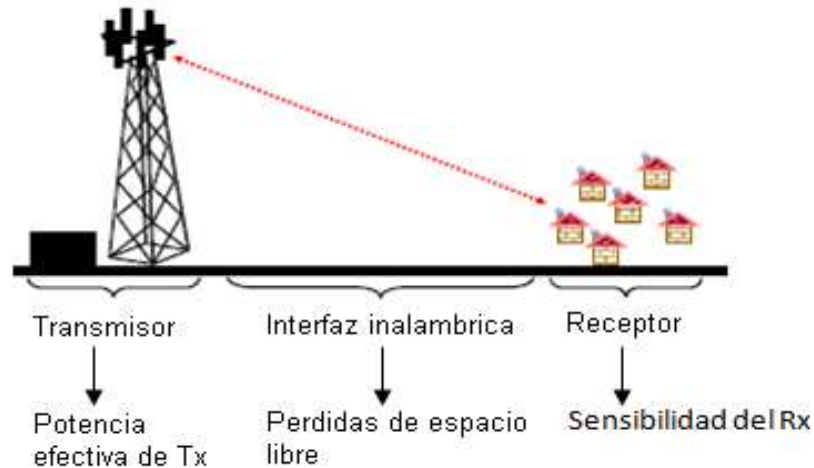 Transmisor
Interfaz inalambrica
Receptor
Potencia
efectiva de Tx
Perdidas de espacio
libre
Sensibilidad del Rx